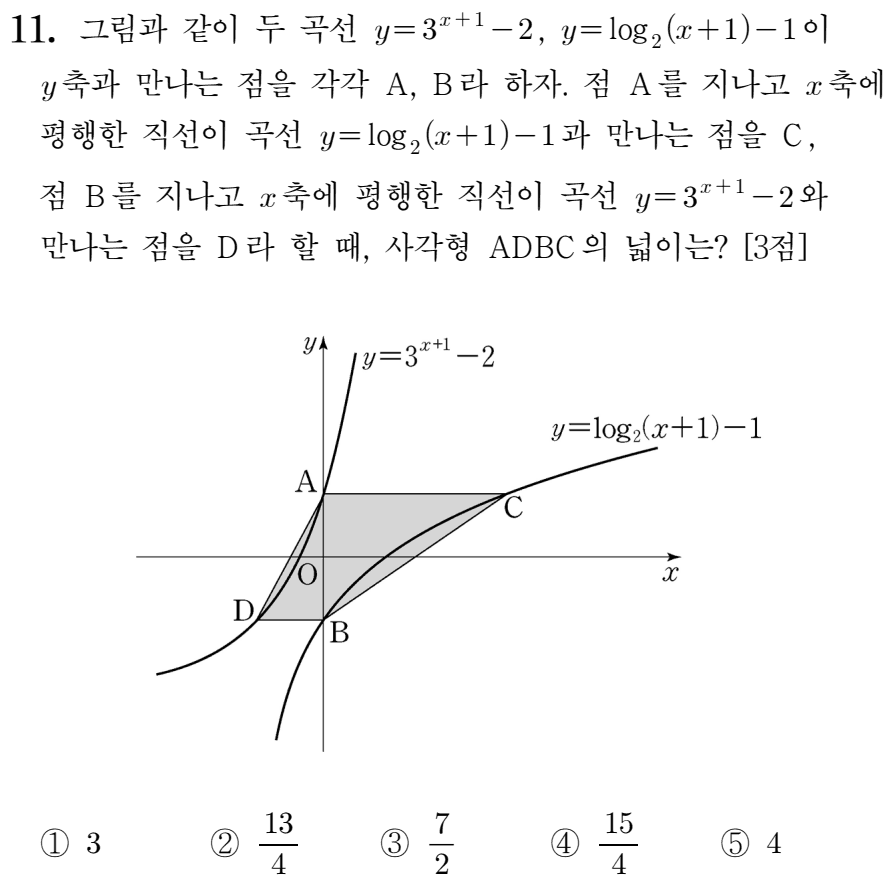 11. 그림과 같이 두 곡선 y=3^{x+1}-2, y=log_2(x+1)-1이
y축과 만나는 점을 각각 A, B라 하자. 점 A를 지나고 x축에
평행한 직선이 곡선 y=log_2(x+1)-1과 만나는 점을 C,
점 B를 지나고 x축에 평행한 직선이 곡선 y=3^{x+1}-2와
만나는 점을 D라 할 때, 사각형 ADBC의 넓이는? [3점]
y
y=3^{x+1}-2
y=log_2(x+1)-1
A
C
O
x
D
B
① 3 ② 13/4 ③ 7/2 ④ 15/4 ⑤ 4